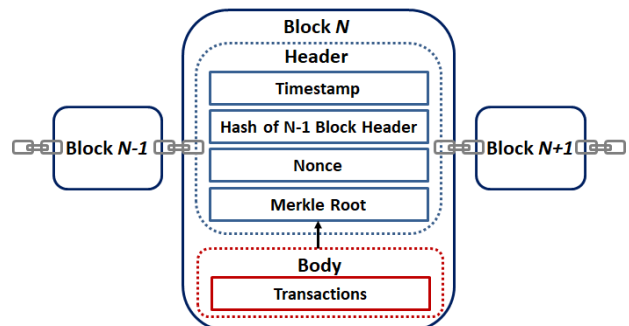 Block N
Header
Timestamp
Hash of N-1 Block Header
Nonce
Merkle Root
Block N-1
Block N+1
Body
Transactions